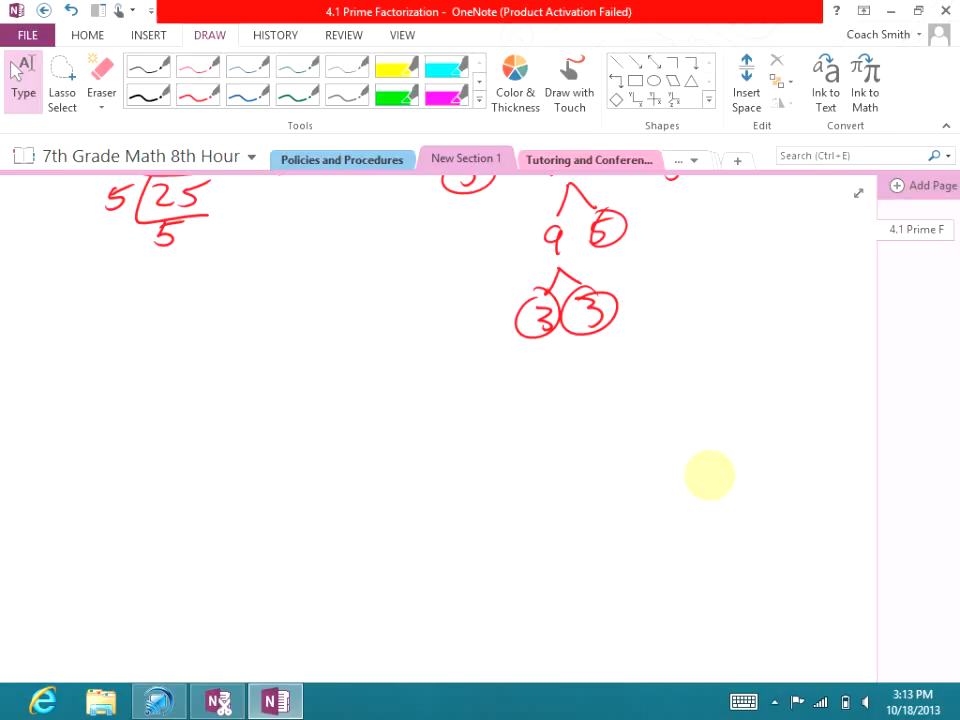 4.1 Prime Factorization - OneNote (Product Activation Failed)
?
FILE HOME INSERT DRAW HISTORY REVIEW VIEW
Coach Smith
Type
Lasso Select
Eraser
Color & Thickness
Draw with Touch
Insert Space
Ink to Text
Ink to Math
Tools
Shapes
Edit
Convert
7th Grade Math 8th Hour
Policies and Procedures
New Section 1
Tutoring and Conferen...
...
Search (Ctrl+E)
Add Page
4.1 Prime F
5 25
5
9 5
3 3
3:13 PM
10/18/2013